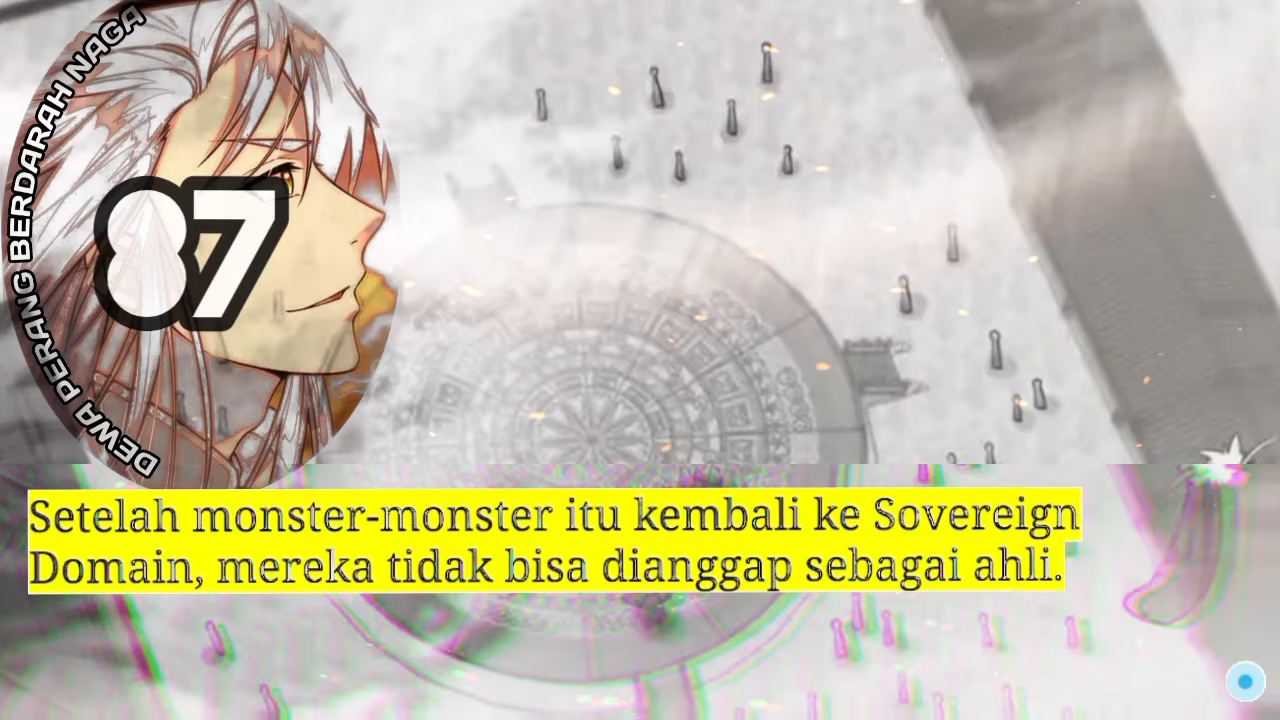 DEWA PERANG BERDARAH NAGA
87
Setelah monster-monster itu kembali ke Sovereign
Domain, mereka tidak bisa dianggap sebagai ahli.